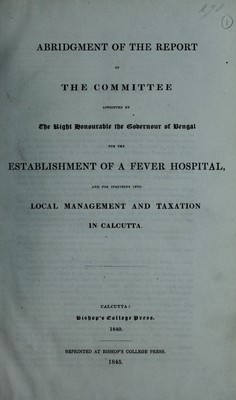 ABRIDGMENT OF THE REPORT
OF
THE COMMITTEE
APPOINTED BY
The Right Honourable the Governour of Bengal
FOR THE
ESTABLISHMENT OF A FEVER HOSPITAL,
AND FOR INQUIRING INTO
LOCAL MANAGEMENT AND TAXATION
IN CALCUTTA.
CALCUTTA:
Bishop's College Press.
1840.
REPRINTED AT BISHOP'S COLLEGE PRESS.
1845.